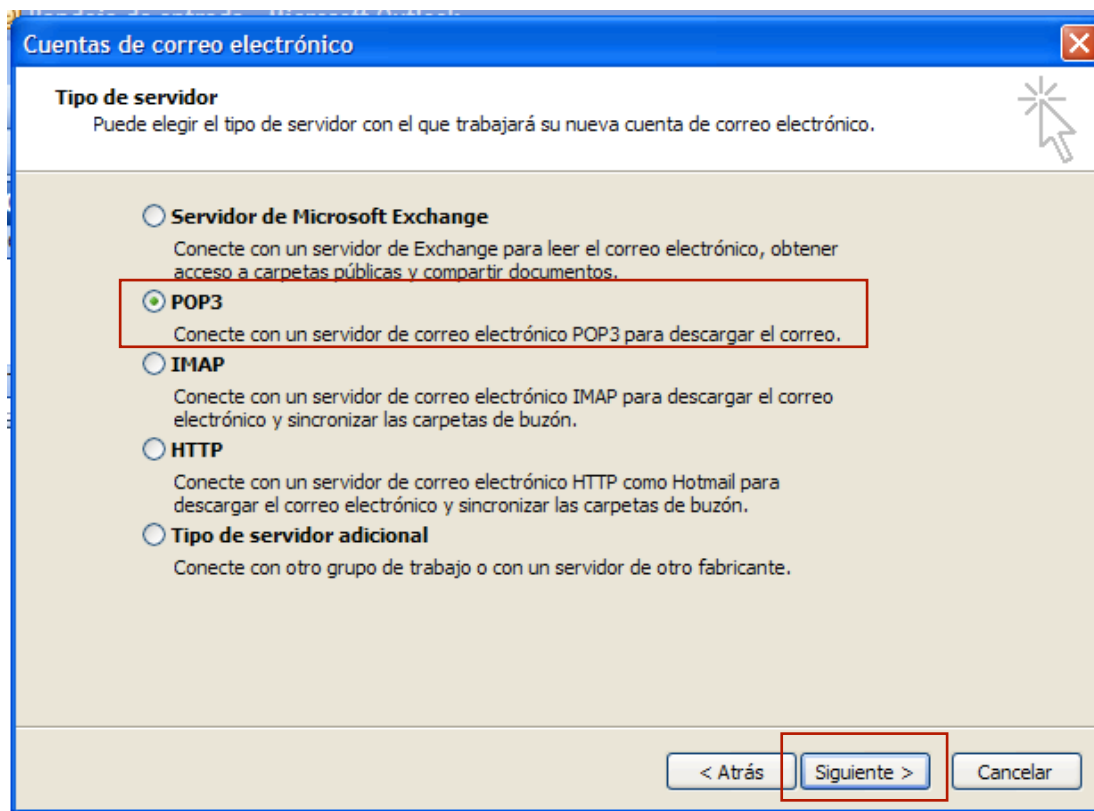 Bandeja de entrada - Microsoft Outlook
Cuentas de correo electrónico
Tipo de servidor
Puede elegir el tipo de servidor con el que trabajará su nueva cuenta de correo electrónico.
Servidor de Microsoft Exchange
Conecte con un servidor de Exchange para leer el correo electrónico, obtener
acceso a carpetas públicas y compartir documentos.
POP3
Conecte con un servidor de correo electrónico POP3 para descargar el correo.
IMAP
Conecte con un servidor de correo electrónico IMAP para descargar el correo
electrónico y sincronizar las carpetas de buzón.
HTTP
Conecte con un servidor de correo electrónico HTTP como Hotmail para
descargar el correo electrónico y sincronizar las carpetas de buzón.
Tipo de servidor adicional
Conecte con otro grupo de trabajo o con un servidor de otro fabricante.
< Atrás
Siguiente >
Cancelar